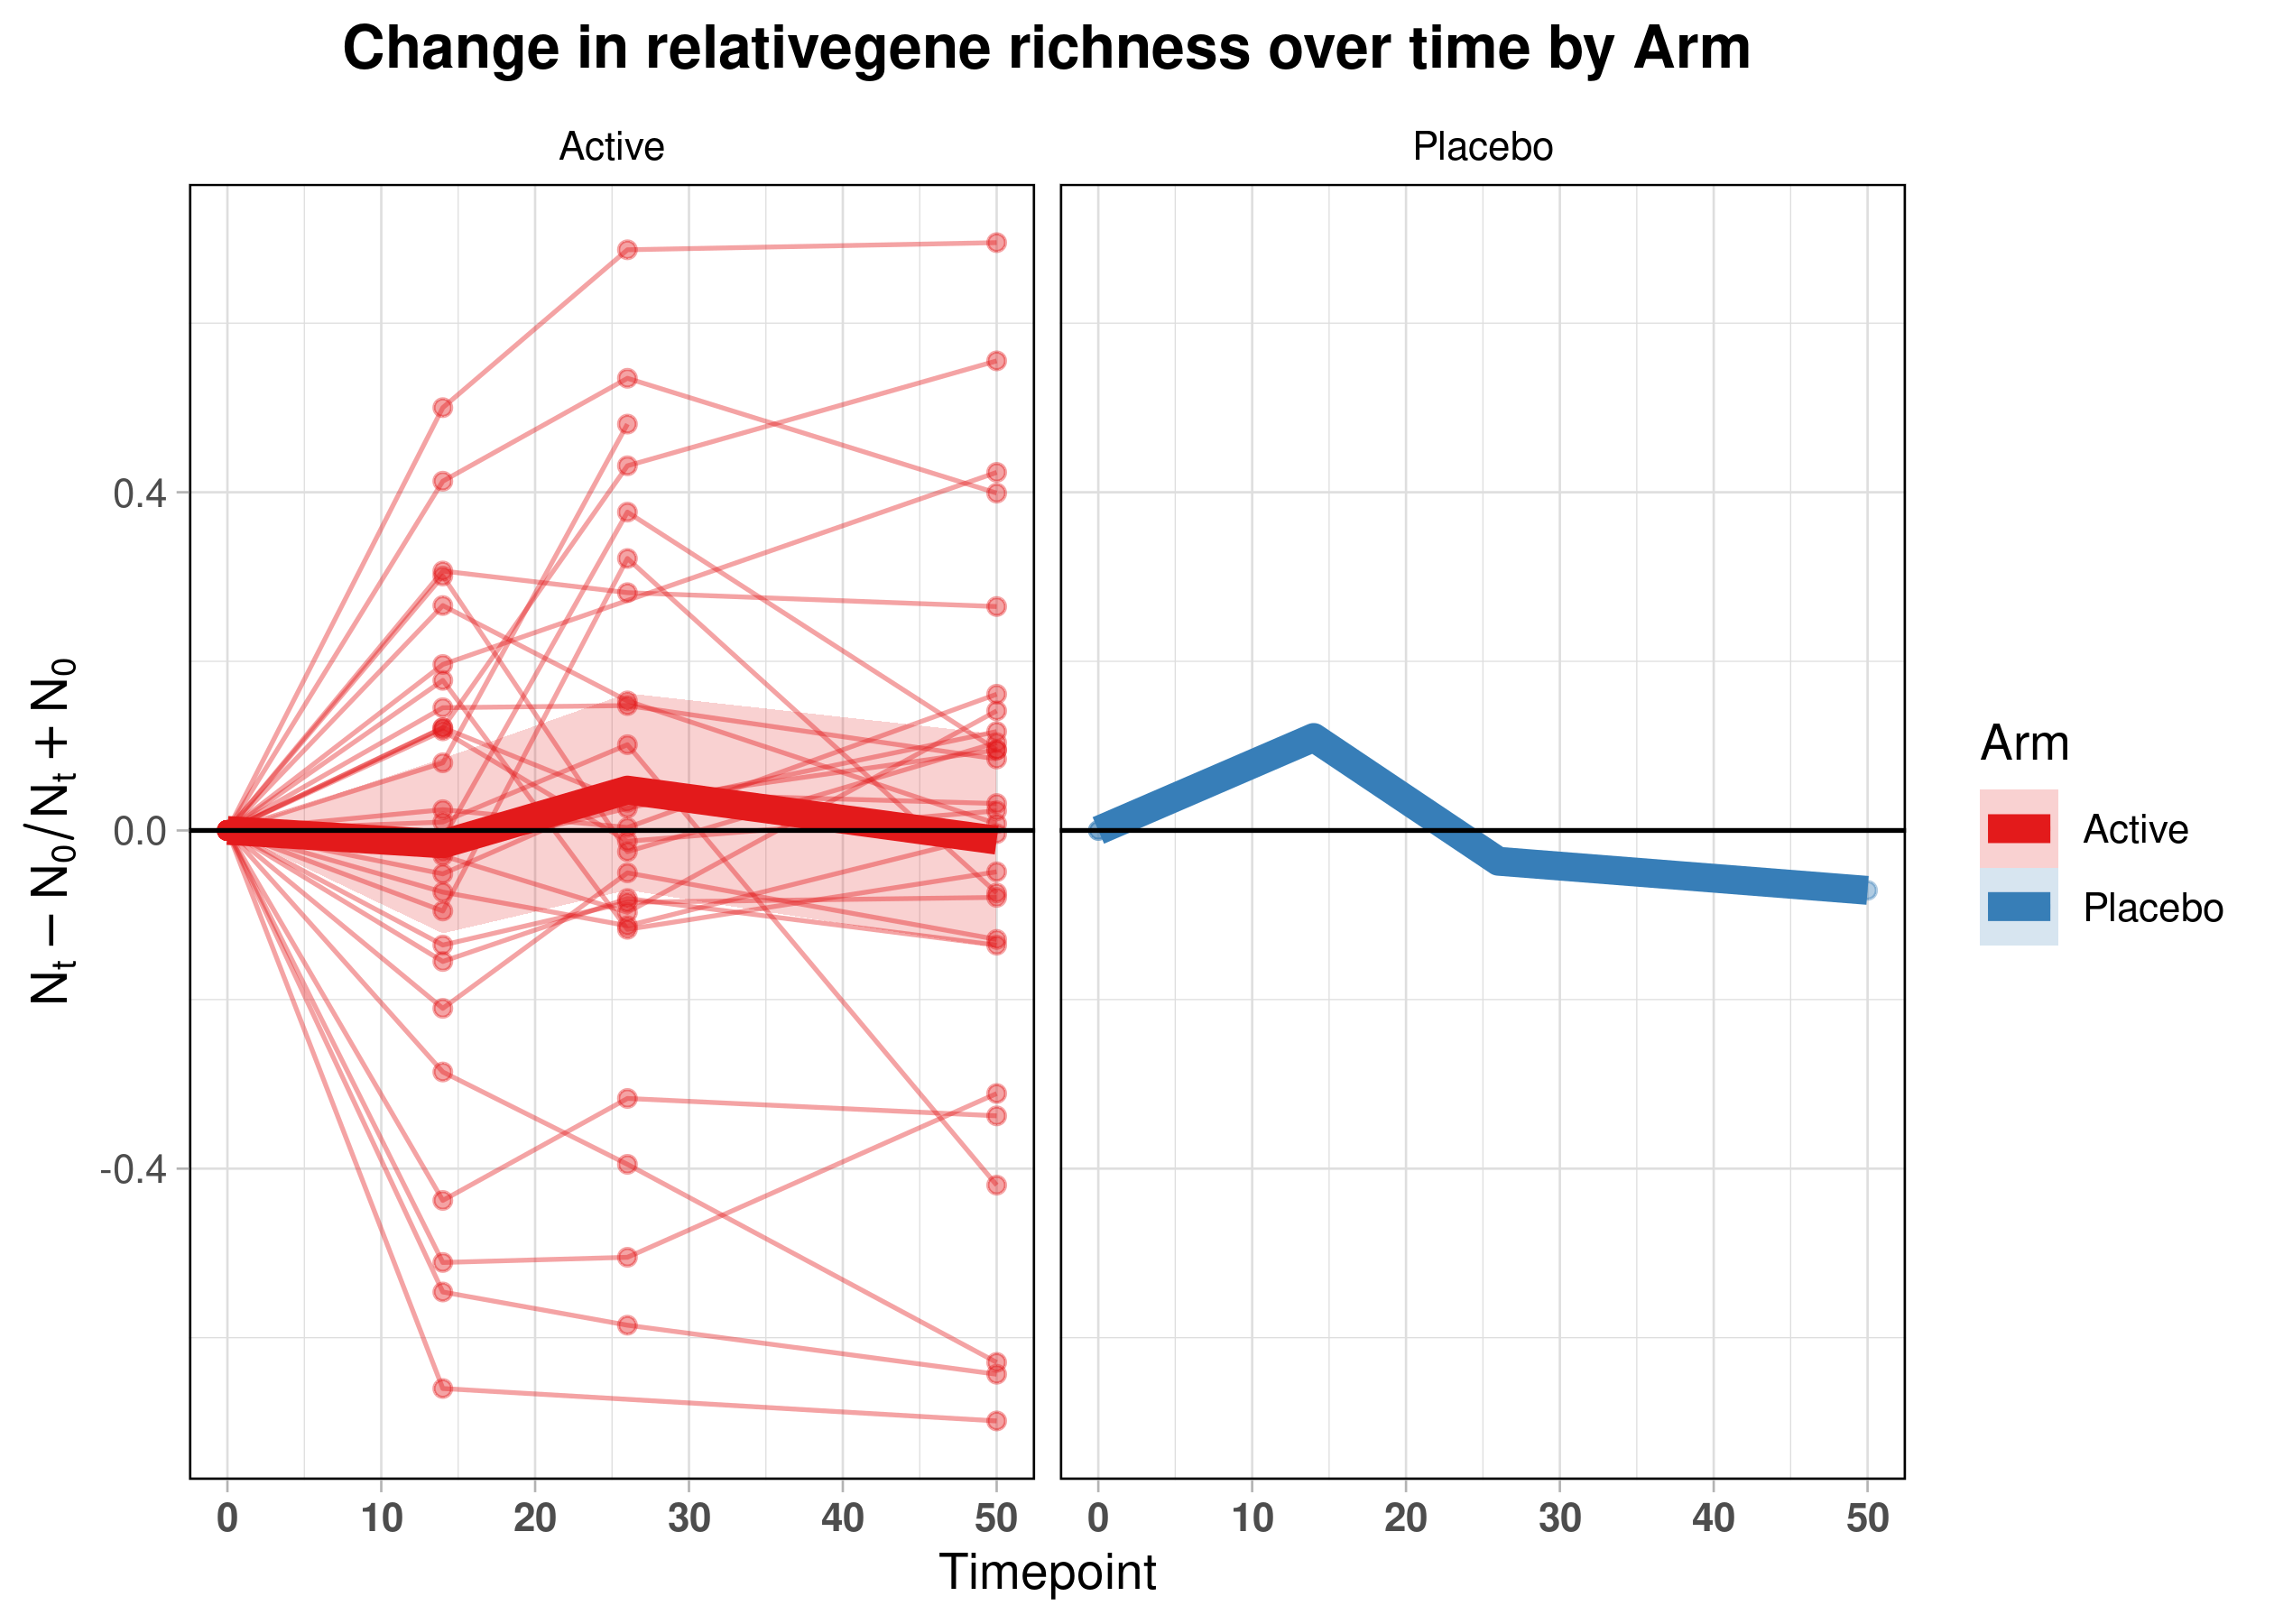 Change in relativegene richness over time by Arm
Active
Placebo
0.4
0.0
-0.4
Nₜ − N₀/Nₜ + N₀
0 10 20 30 40 50
0 10 20 30 40 50
Timepoint
Arm
Active
Placebo